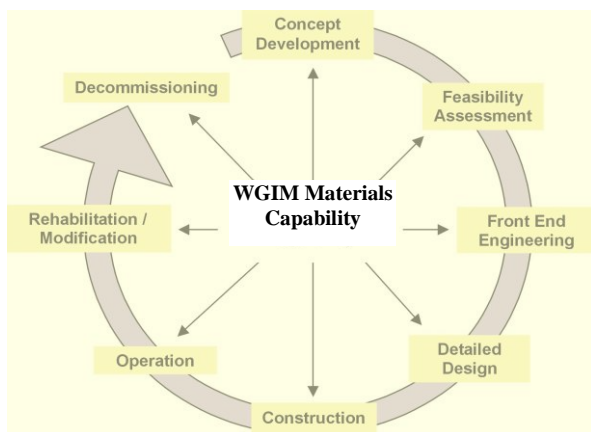 Concept
Development
Decommissioning
Feasibility
Assessment
WGIM Materials
Capability
Rehabilitation /
Modification
Front End
Engineering
Operation
Detailed
Design
Construction